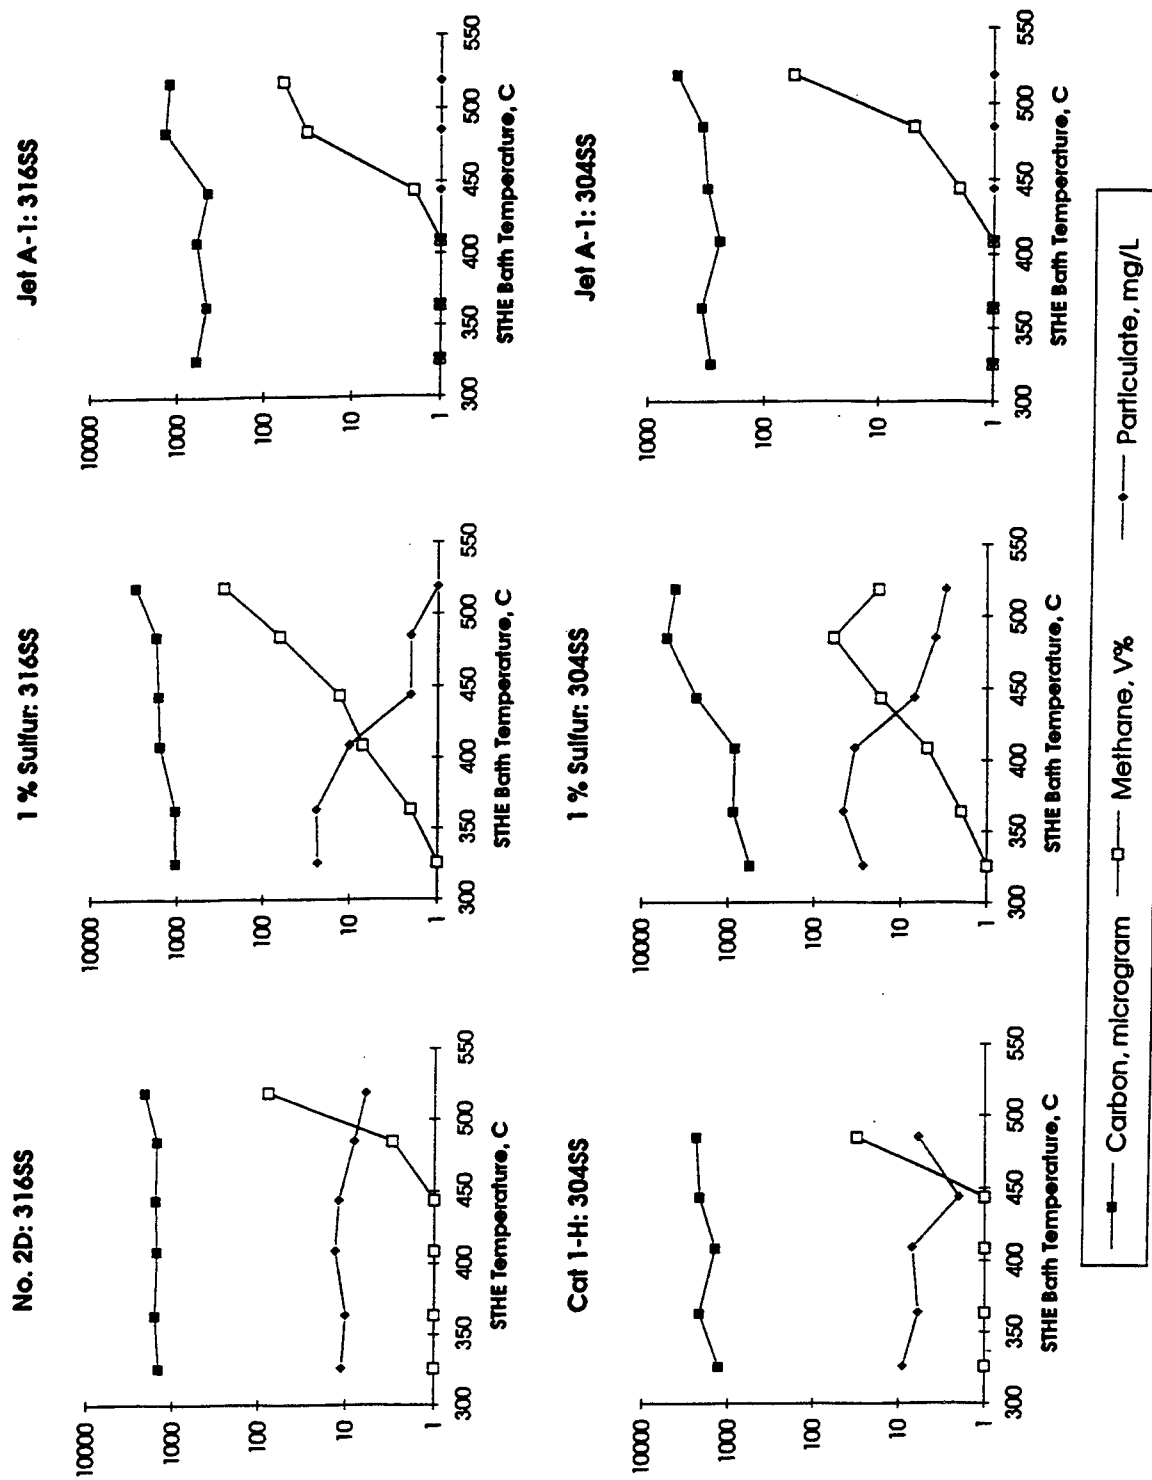 No. 2D: 316SS
10000
1000
100
10
1
300 350 400 450 500 550
STHE Temperature, C
1 % Sulfur: 316SS
10000
1000
100
10
1
300 350 400 450 500 550
STHE Bath Temperature, C
Jet A-1: 316SS
10000
1000
100
10
1
300 350 400 450 500 550
STHE Bath Temperature, C
Cat 1-H: 304SS
10000
1000
100
10
1
300 350 400 450 500 550
STHE Bath Temperature, C
1 % Sulfur: 304SS
10000
1000
100
10
1
300 350 400 450 500 550
STHE Bath Temperature, C
Jet A-1: 304SS
1000
100
10
1
300 350 400 450 500 550
STHE Bath Temperature, C
Carbon, microgram Methane, V% Particulate, mg/L